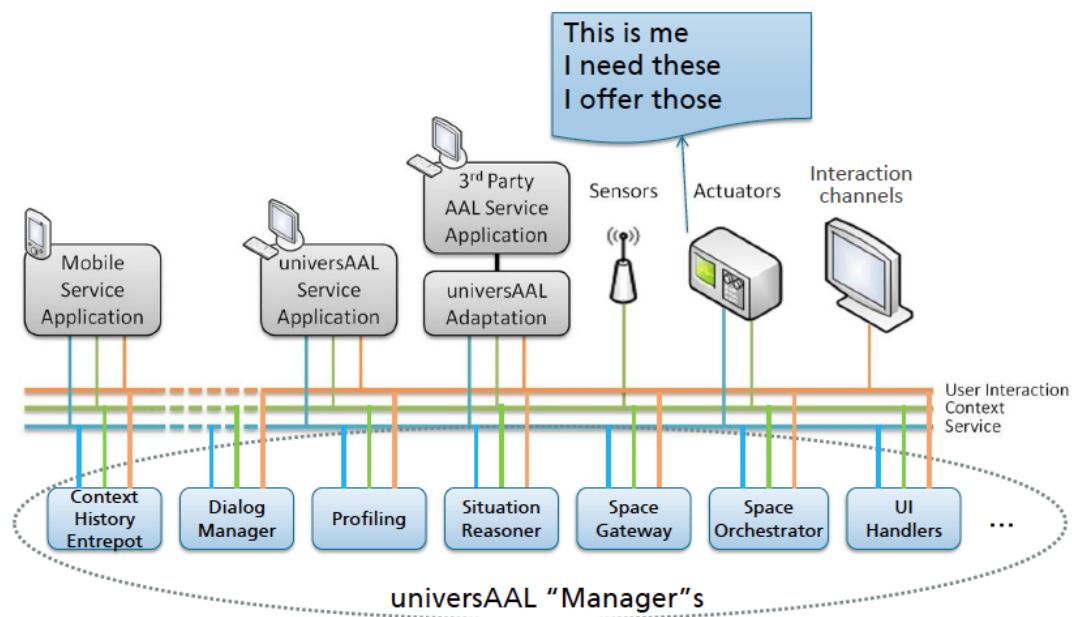 This is me
I need these
I offer those
3rd Party
AAL Service
Application
Sensors
Actuators
Interaction
channels
Mobile
Service
Application
universAAL
Service
Application
universAAL
Adaptation
User Interaction
Context
Service
Context
History
Entrepot
Dialog
Manager
Profiling
Situation
Reasoner
Space
Gateway
Space
Orchestrator
UI
Handlers
...
universAAL “Manager”s